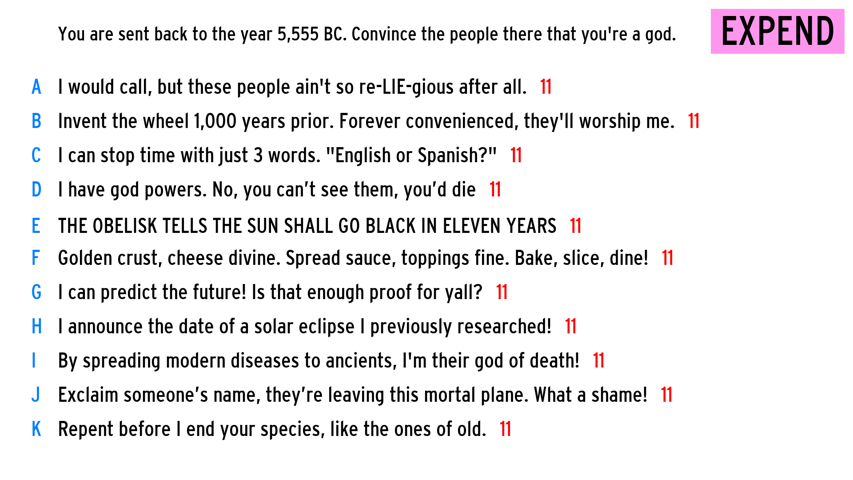 You are sent back to the year 5,555 BC. Convince the people there that you're a god.
EXPEND
A I would call, but these people ain't so re-LIE-gious after all. 11
B Invent the wheel 1,000 years prior. Forever convenienced, they'll worship me. 11
C I can stop time with just 3 words. "English or Spanish?" 11
D I have god powers. No, you can’t see them, you’d die 11
E THE OBELISK TELLS THE SUN SHALL GO BLACK IN ELEVEN YEARS 11
F Golden crust, cheese divine. Spread sauce, toppings fine. Bake, slice, dine! 11
G I can predict the future! Is that enough proof for yall? 11
H I announce the date of a solar eclipse I previously researched! 11
I By spreading modern diseases to ancients, I'm their god of death! 11
J Exclaim someone’s name, they’re leaving this mortal plane. What a shame! 11
K Repent before I end your species, like the ones of old. 11